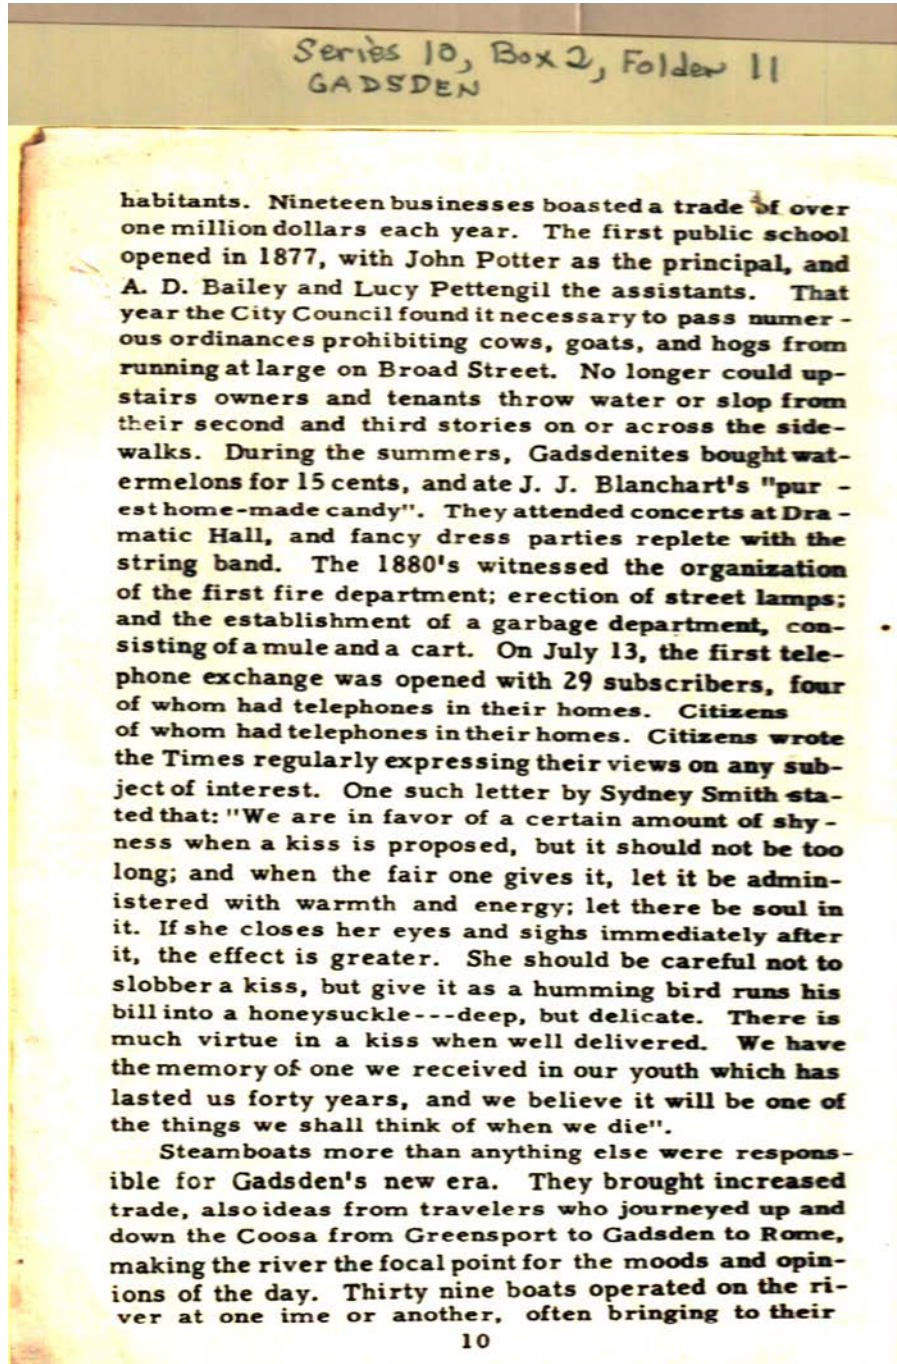 Series 10, Box 2, Folder 11
GADSDEN
habitants. Nineteen businesses boasted a trade of over
one million dollars each year. The first public school
opened in 1877, with John Potter as the principal, and
A. D. Bailey and Lucy Pettengil the assistants. That
year the City Council found it necessary to pass numer -
ous ordinances prohibiting cows, goats, and hogs from
running at large on Broad Street. No longer could up-
stairs owners and tenants throw water or slop from
their second and third stories on or across the side-
walks. During the summers, Gadsdenites bought wat-
ermelons for 15 cents, and ate J. J. Blanchart's "pur -
est home-made candy". They attended concerts at Dra -
matic Hall, and fancy dress parties replete with the
string band. The 1880's witnessed the organization
of the first fire department; erection of street lamps;
and the establishment of a garbage department, con-
sisting of a mule and a cart. On July 13, the first tele-
phone exchange was opened with 29 subscribers, four
of whom had telephones in their homes. Citizens
of whom had telephones in their homes. Citizens wrote
the Times regularly expressing their views on any sub-
ject of interest. One such letter by Sydney Smith sta-
ted that: "We are in favor of a certain amount of shy -
ness when a kiss is proposed, but it should not be too
long; and when the fair one gives it, let it be admin-
istered with warmth and energy; let there be soul in
it. If she closes her eyes and sighs immediately after
it, the effect is greater. She should be careful not to
slobber a kiss, but give it as a humming bird runs his
bill into a honeysuckle---deep, but delicate. There is
much virtue in a kiss when well delivered. We have
the memory of one we received in our youth which has
lasted us forty years, and we believe it will be one of
the things we shall think of when we die".
Steamboats more than anything else were respons-
ible for Gadsden's new era. They brought increased
trade, also ideas from travelers who journeyed up and
down the Coosa from Greensport to Gadsden to Rome,
making the river the focal point for the moods and opin-
ions of the day. Thirty nine boats operated on the ri-
ver at one ime or another, often bringing to their
10